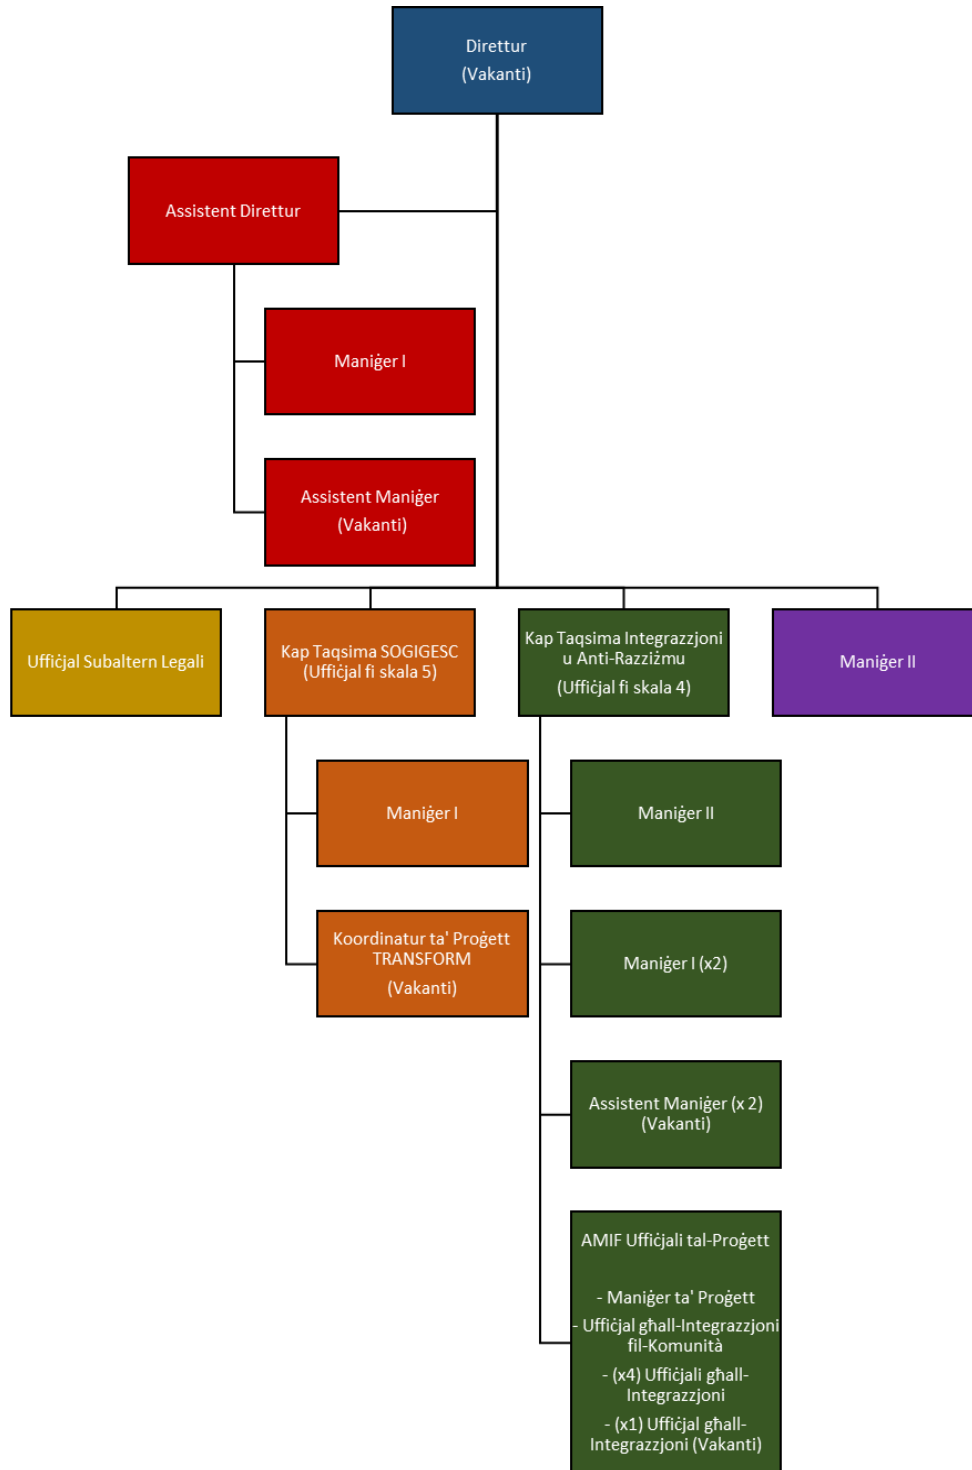 Direttur
(Vakanti)
Assistent Direttur
Maniġer I
Assistent Maniġer
(Vakanti)
Uffiċjal Subaltern Legali
Kap Taqsima SOGIGESC
(Uffiċjal fi skala 5)
Kap Taqsima Integrazzjoni
u Anti-Razziżmu
(Uffiċjal fi skala 4)
Maniġer II
Maniġer I
Koordinatur ta' Proġett
TRANSFORM
(Vakanti)
Maniġer II
Maniġer I (x2)
Assistent Maniġer (x 2)
(Vakanti)
AMIF Uffiċjali tal-Proġett
- Maniġer ta' Proġett
- Uffiċjal għall-Integrazzjoni
fil-Komunità
- (x4) Uffiċjali għall-
Integrazzjoni
- (x1) Uffiċjal għall-
Integrazzjoni (Vakanti)